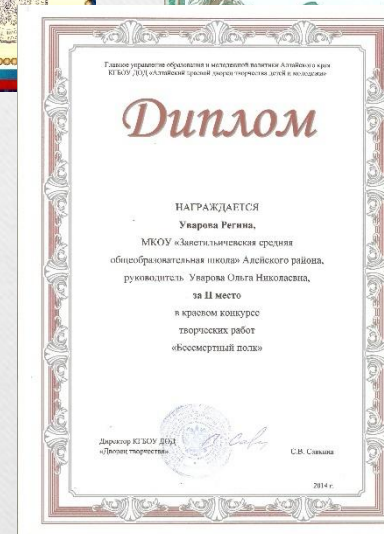 Главное управление образования и молодежной политики Алтайского края
КГБОУ ДОД «Алтайский краевой дворец творчества детей и молодежи»
Диплом
НАГРАЖДАЕТСЯ
Уварова Регина,
МКОУ «Заветильичевская средняя
общеобразовательная школа» Алейского района,
руководитель Уварова Ольга Николаевна,
за II место
в краевом конкурсе
творческих работ
«Бессмертный полк»
Директор КГБОУ ДОД
«Дворец творчества»
С.В.
2014 г.